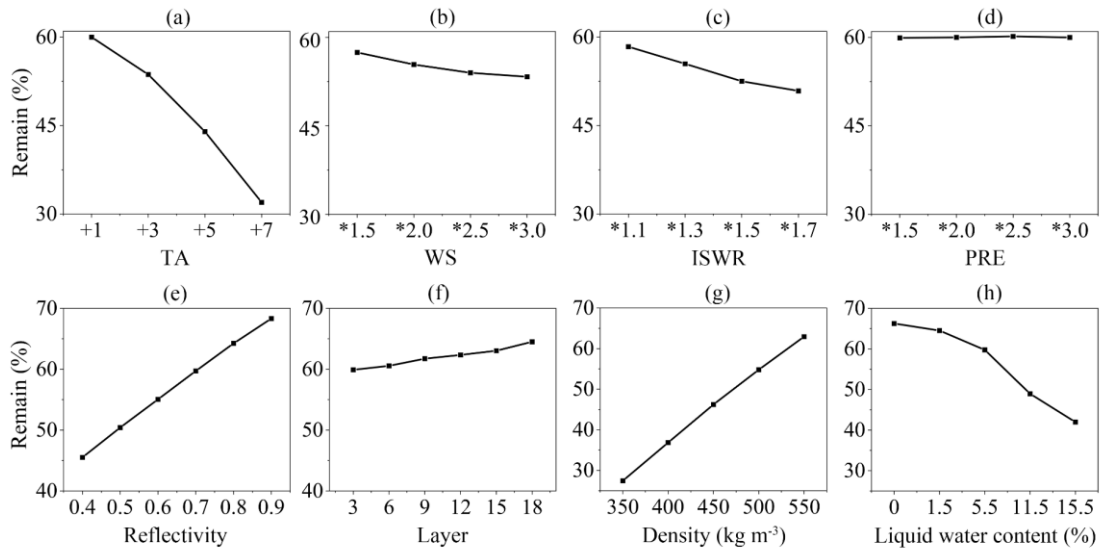 (a) (b) (c) (d)
Remain (%)
60 60 60 60
45 45 45 45
30 30 30 30
+1 +3 +5 +7 *1.5 *2.0 *2.5 *3.0 *1.1 *1.3 *1.5 *1.7 *1.5 *2.0 *2.5 *3.0
TA WS ISWR PRE
(e) (f) (g) (h)
Remain (%)
70 70 70 70
60 60 60 60
50 50 50 50
40 40 40 40
30 30
0.4 0.5 0.6 0.7 0.8 0.9 3 6 9 12 15 18 350 400 450 500 550 0 1.5 5.5 11.5 15.5
Reflectivity Layer Density (kg m⁻³) Liquid water content (%)